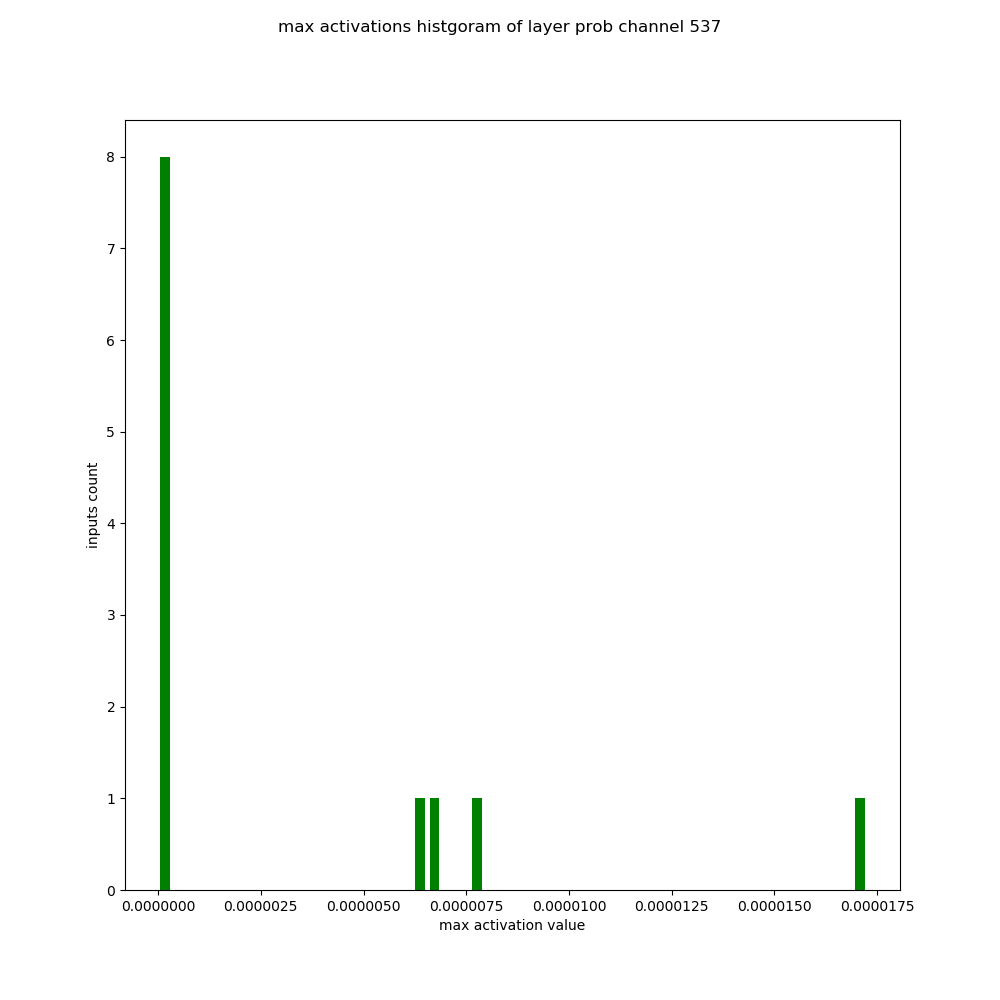 max activations histgoram of layer prob channel 537
8
7
6
5
4
3
2
1
0
inputs count
0.0000000 0.0000025 0.0000050 0.0000075 0.0000100 0.0000125 0.0000150 0.0000175
max activation value